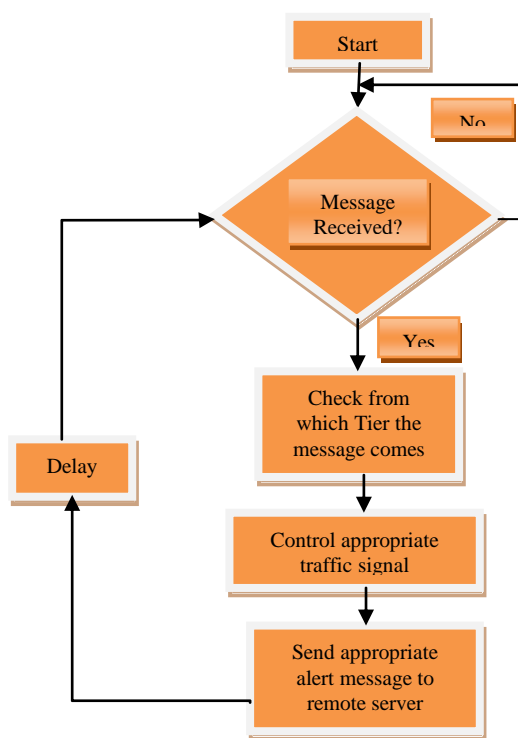 Start
No
Message
Received?
Yes
Check from
which Tier the
message comes
Delay
Control appropriate
traffic signal
Send appropriate
alert message to
remote server